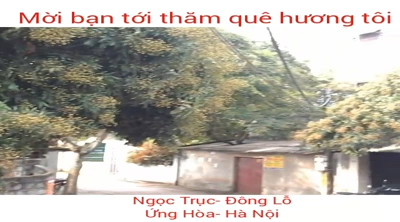 Mời bạn tới thăm quê hương tôi
Ngọc Trục- Đông Lỗ
Ứng Hòa- Hà Nội